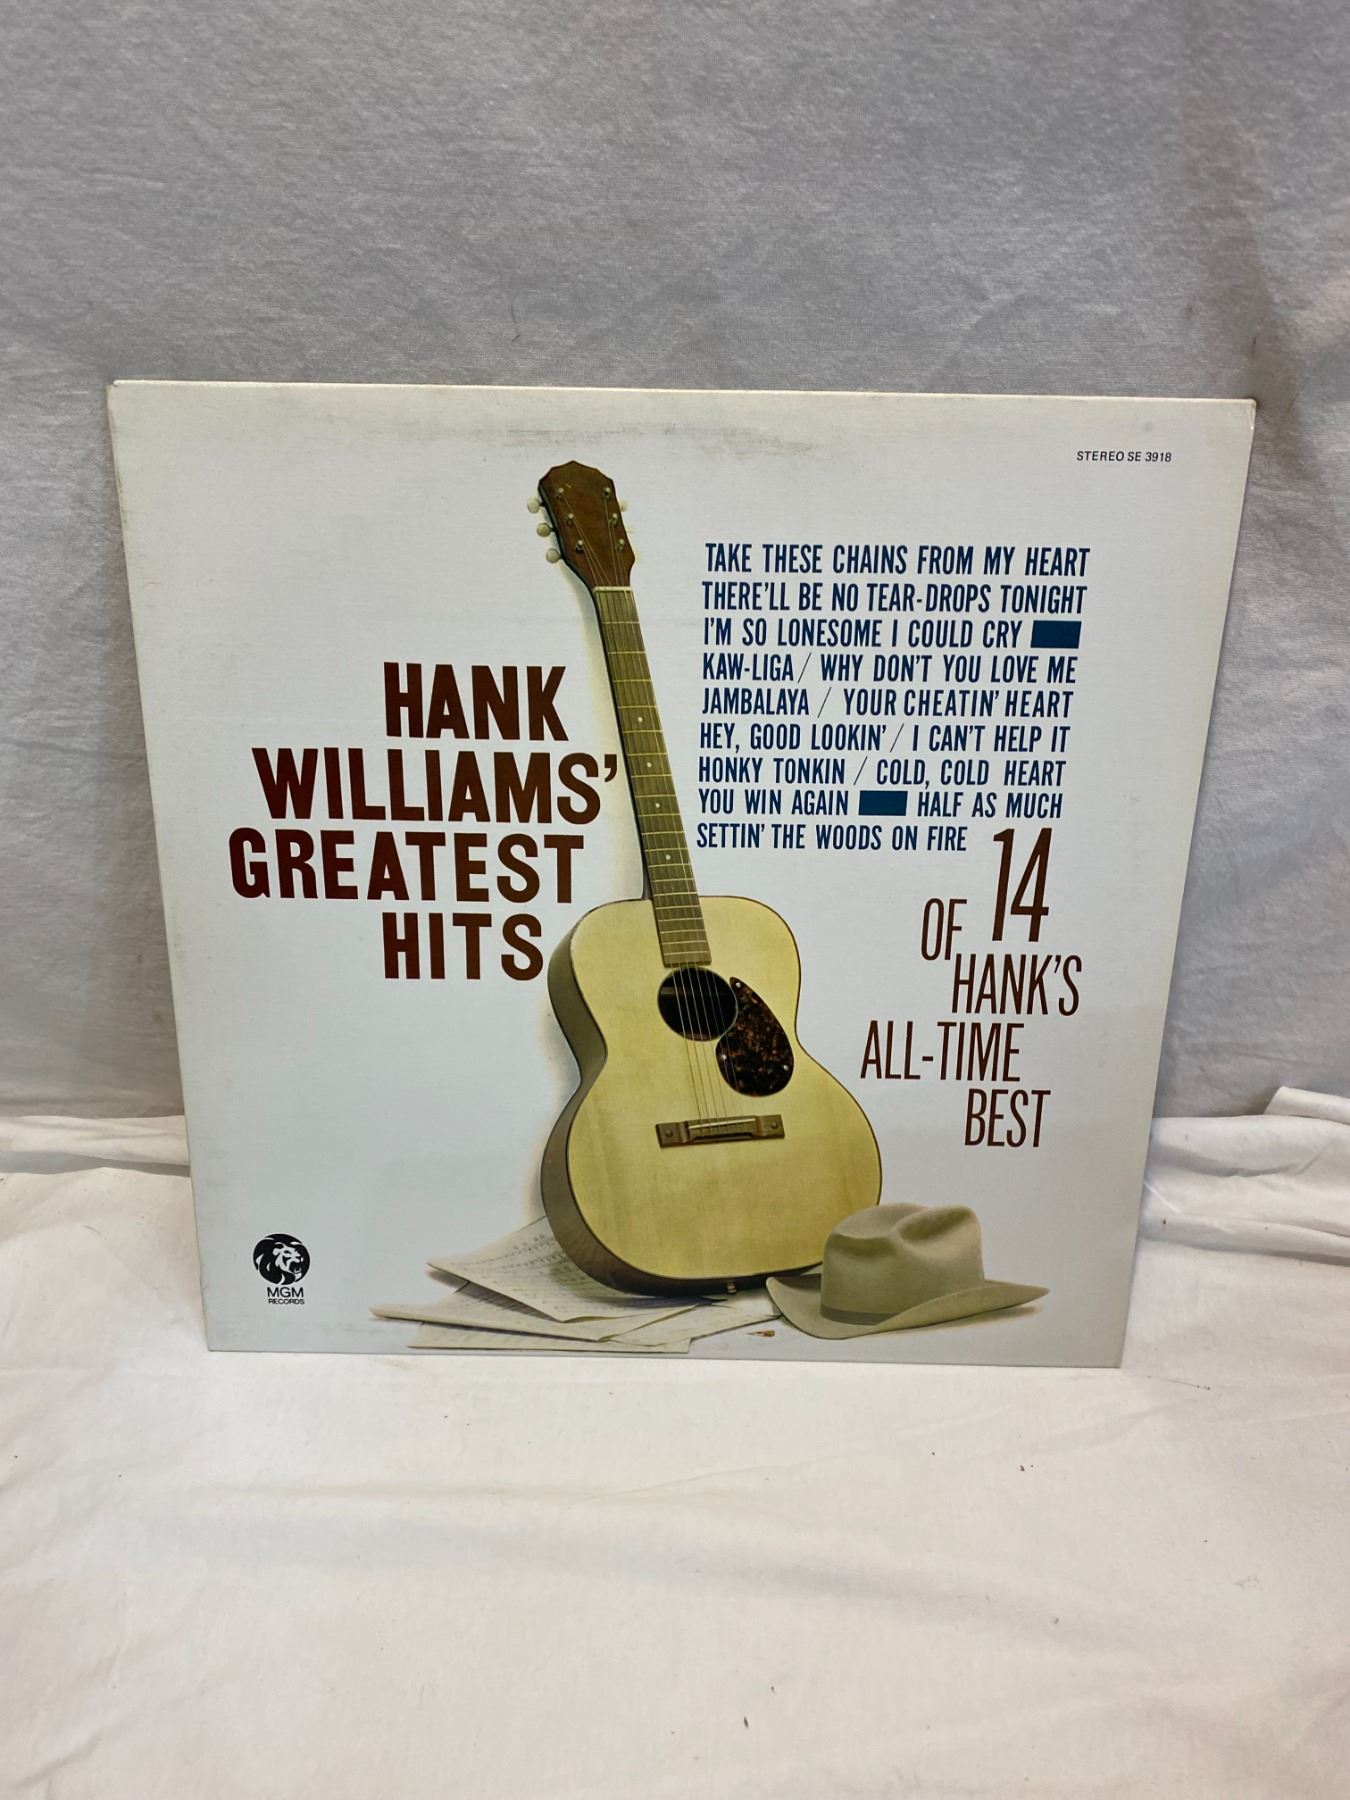 STEREO SE 3918
TAKE THESE CHAINS FROM MY HEART
THERE'LL BE NO TEAR-DROPS TONIGHT
I'M SO LONESOME I COULD CRY
KAW-LIGA / WHY DON'T YOU LOVE ME
JAMBALAYA / YOUR CHEATIN' HEART
HEY, GOOD LOOKIN' / I CAN'T HELP IT
HONKY TONKIN / COLD, COLD HEART
YOU WIN AGAIN HALF AS MUCH
SETTIN' THE WOODS ON FIRE
HANK
WILLIAMS'
GREATEST
HITS
14
OF
HANK'S
ALL-TIME
BEST
MGM
RECORDS